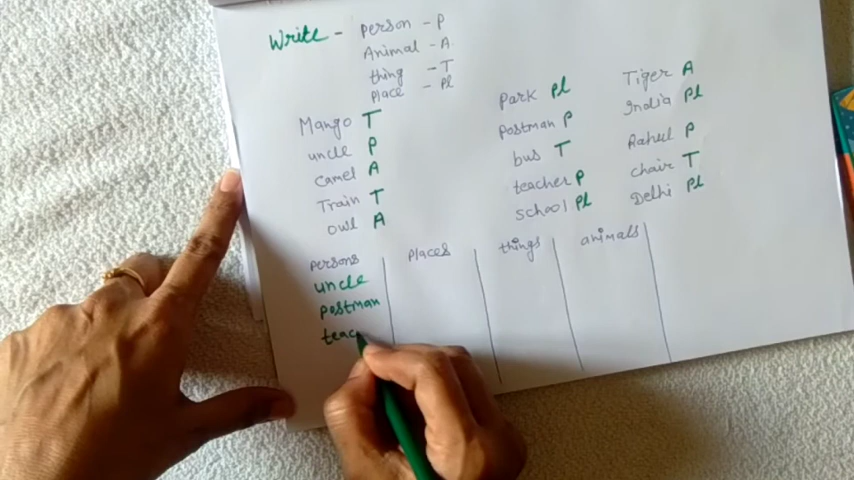 Write - Person - P
Animal - A
thing - T
place - Pl
Mango T
uncle P
camel A
Train T
owl A
Park Pl
Postman P
bus T
teacher P
school Pl
Tiger A
India Pl
Rahul P
chair T
Delhi Pl
persons places things animals
uncle
postman
teac